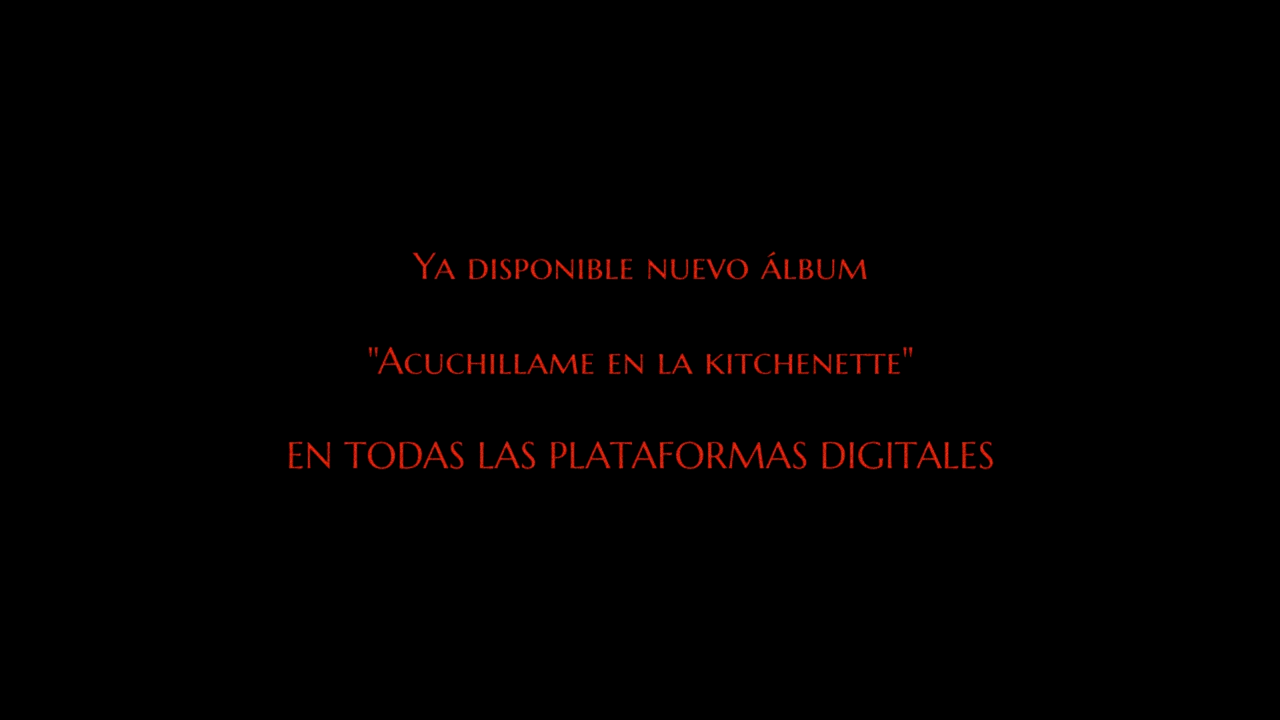 Ya disponible nuevo álbum
"Acuchillame en la kitchenette"
EN TODAS LAS PLATAFORMAS DIGITALES